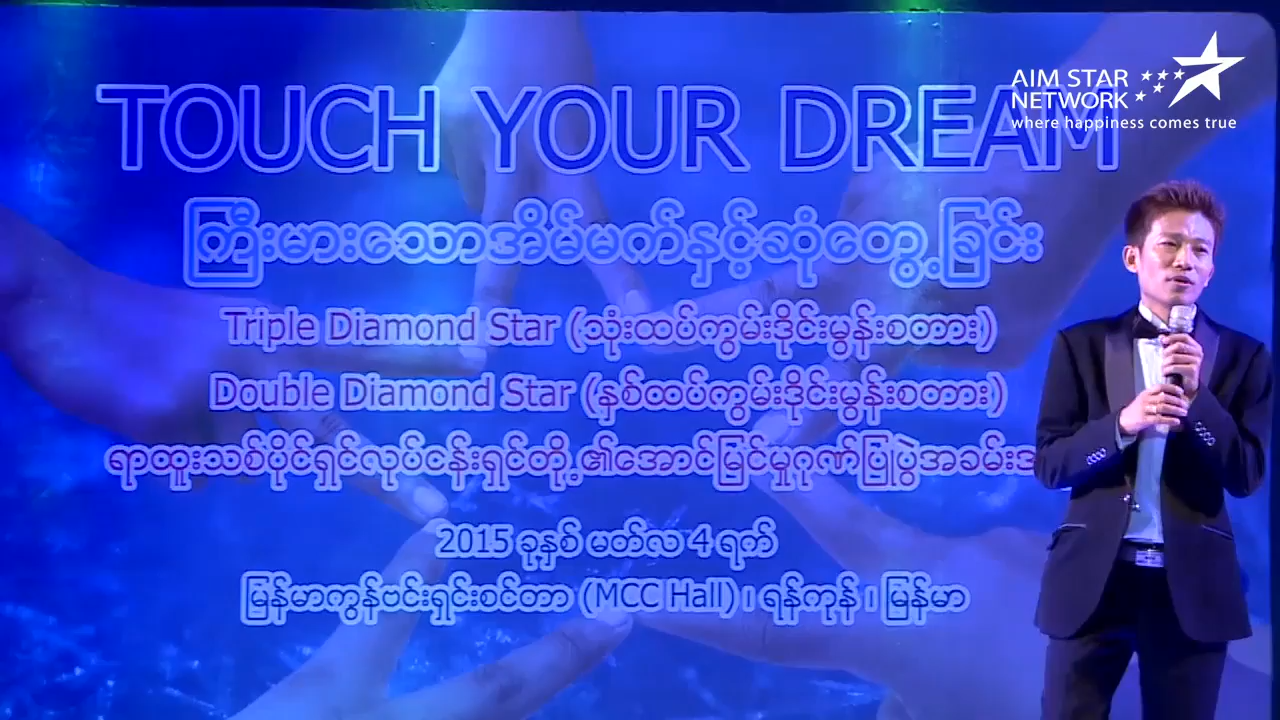 TOUCH YOUR DREAM
AIM STAR
NETWORK
where happiness comes true
ကြီးမားသောအိမ်မက်နှင့်ဆုံတွေ့ခြင်း
Triple Diamond Star (သုံးထပ်ကွမ်းဒိုင်းမွန်းစတား)
Double Diamond Star (နှစ်ထပ်ကွမ်းဒိုင်းမွန်းစတား)
ရာထူးသစ်ပိုင်ရှင်လုပ်ငန်းရှင်တို့၏အောင်မြင်မှုဂုဏ်ပြုပွဲအခမ်း
2015 ခုနှစ် မတ်လ 4 ရက်
မြန်မာကွန်ဗင်းရှင်းစင်တာ (MCC Hall)၊ ရန်ကုန်၊ မြန်မာ